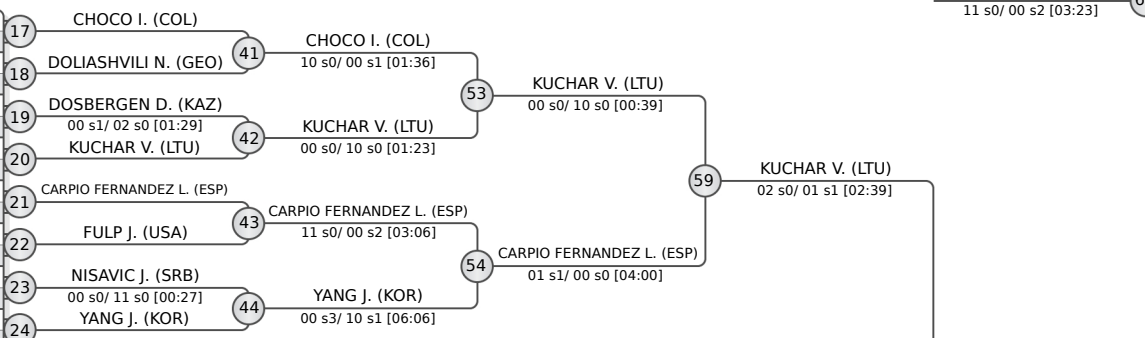 11 s0/ 00 s2 [03:23]
17
CHOCO I. (COL)
41
CHOCO I. (COL)
10 s0/ 00 s1 [01:36]
18
DOLIASHVILI N. (GEO)
53
KUCHAR V. (LTU)
00 s0/ 10 s0 [00:39]
19
DOSBERGEN D. (KAZ)
00 s1/ 02 s0 [01:29]
42
KUCHAR V. (LTU)
00 s0/ 10 s0 [01:23]
20
KUCHAR V. (LTU)
59
KUCHAR V. (LTU)
02 s0/ 01 s1 [02:39]
21
CARPIO FERNANDEZ L. (ESP)
43
CARPIO FERNANDEZ L. (ESP)
11 s0/ 00 s2 [03:06]
22
FULP J. (USA)
54
CARPIO FERNANDEZ L. (ESP)
01 s1/ 00 s0 [04:00]
23
NISAVIC J. (SRB)
00 s0/ 11 s0 [00:27]
44
YANG J. (KOR)
00 s3/ 10 s1 [06:06]
24
YANG J. (KOR)